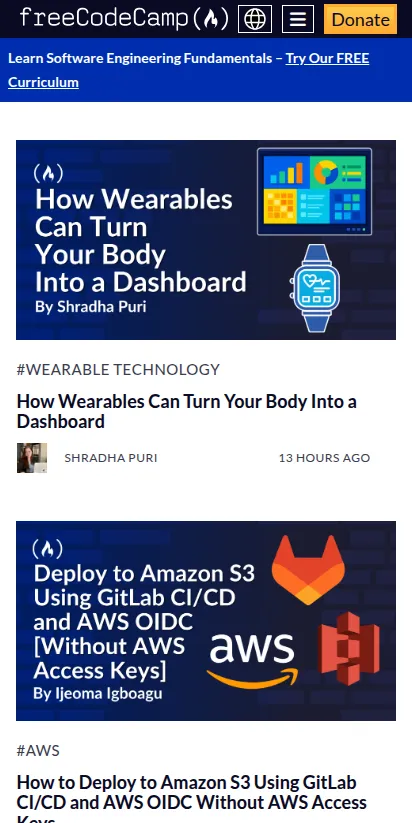 freeCodeCamp(🔥)
Donate
Learn Software Engineering Fundamentals – Try Our FREE
Curriculum
How Wearables
Can Turn
Your Body
Into a Dashboard
By Shradha Puri
#WEARABLE TECHNOLOGY
How Wearables Can Turn Your Body Into a
Dashboard
SHRADHA PURI
13 HOURS AGO
Deploy to Amazon S3
Using GitLab CI/CD
and AWS OIDC
[Without AWS
Access Keys]
By Ijeoma Igboagu
aws
#AWS
How to Deploy to Amazon S3 Using GitLab
CI/CD and AWS OIDC Without AWS Access
Keys